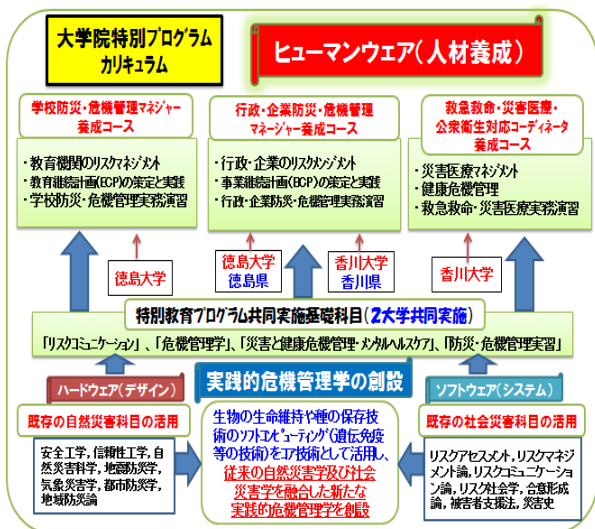 大学院特別プログラム
カリキュラム
ヒューマンウェア(人材養成)
学校防災・危機管理マネジャー
養成コース
・教育機関のリスクマネジメント
・教育継続計画(ECP)の策定と実践
・学校防災・危機管理実務演習
行政・企業防災・危機管理
マネージャー養成コース
・行政・企業のリスクメンジメント
・事業継続計画(BCP)の策定と実践
・行政・企業防災・危機管理実務演習
救急救命・災害医療・
公衆衛生対応コーディネータ
養成コース
・災害医療マネジメント
・健康危機管理
・救急救命・災害医療実務演習
徳島大学
徳島大学
徳島県
香川大学
香川県
香川大学
特別教育プログラム共同実施基礎科目(2大学共同実施)
「リスクコミュニケーション」、「危機管理学」、「災害と健康危機管理・メンタルヘルスケア」、「防災・危機管理実習」
ハードウェア(デザイン)
既存の自然災害科目の活用
安全工学, 信頼性工学, 自
然災害科学, 地震防災学,
気象災害学, 都市防災学,
地域防災論
実践的危機管理学の創設
生物の生命維持や種の保存技
術のソフトコンピューティング(遺伝免疫
等の技術)をコア技術として活用し、
従来の自然災害学及び社会
災害学を融合した新たな
実践的危機管理学を創設
ソフトウェア(システム)
既存の社会災害科目の活用
リスクアセスメント, リスクマネジ
メント論, リスクコミュニケーショ
ン論, リスク社会学, 合意形成
論, 被害者支援法, 災害史